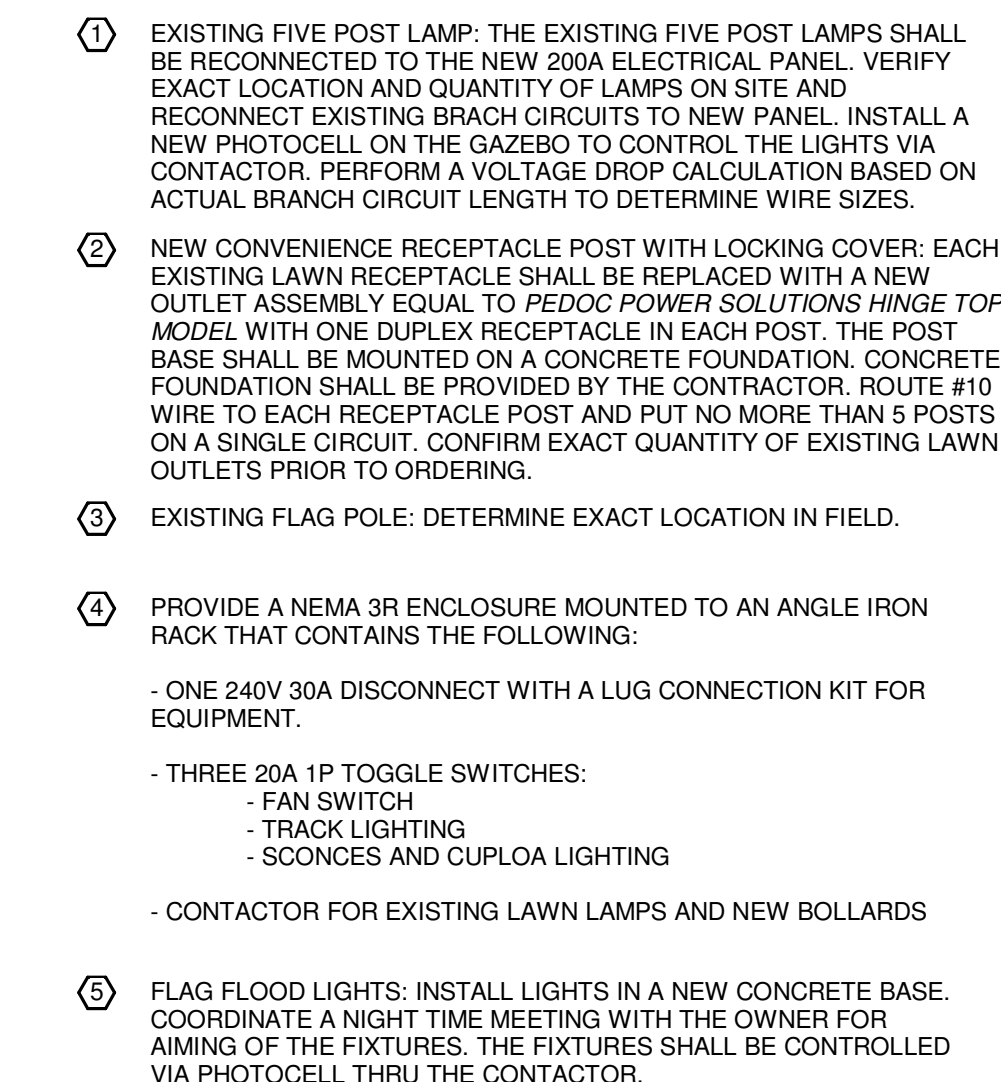 1 EXISTING FIVE POST LAMP: THE EXISTING FIVE POST LAMPS SHALL
BE RECONNECTED TO THE NEW 200A ELECTRICAL PANEL. VERIFY
EXACT LOCATION AND QUANTITY OF LAMPS ON SITE AND
RECONNECT EXISTING BRACH CIRCUITS TO NEW PANEL. INSTALL A
NEW PHOTOCELL ON THE GAZEBO TO CONTROL THE LIGHTS VIA
CONTACTOR. PERFORM A VOLTAGE DROP CALCULATION BASED ON
ACTUAL BRANCH CIRCUIT LENGTH TO DETERMINE WIRE SIZES.
2 NEW CONVENIENCE RECEPTACLE POST WITH LOCKING COVER: EACH
EXISTING LAWN RECEPTACLE SHALL BE REPLACED WITH A NEW
OUTLET ASSEMBLY EQUAL TO PEDOC POWER SOLUTIONS HINGE TOP
MODEL WITH ONE DUPLEX RECEPTACLE IN EACH POST. THE POST
BASE SHALL BE MOUNTED ON A CONCRETE FOUNDATION. CONCRETE
FOUNDATION SHALL BE PROVIDED BY THE CONTRACTOR. ROUTE #10
WIRE TO EACH RECEPTACLE POST AND PUT NO MORE THAN 5 POSTS
ON A SINGLE CIRCUIT. CONFIRM EXACT QUANTITY OF EXISTING LAWN
OUTLETS PRIOR TO ORDERING.
3 EXISTING FLAG POLE: DETERMINE EXACT LOCATION IN FIELD.
4 PROVIDE A NEMA 3R ENCLOSURE MOUNTED TO AN ANGLE IRON
RACK THAT CONTAINS THE FOLLOWING:
- ONE 240V 30A DISCONNECT WITH A LUG CONNECTION KIT FOR
EQUIPMENT.
- THREE 20A 1P TOGGLE SWITCHES:
- FAN SWITCH
- TRACK LIGHTING
- SCONCES AND CUPLOA LIGHTING
- CONTACTOR FOR EXISTING LAWN LAMPS AND NEW BOLLARDS
5 FLAG FLOOD LIGHTS: INSTALL LIGHTS IN A NEW CONCRETE BASE.
COORDINATE A NIGHT TIME MEETING WITH THE OWNER FOR
AIMING OF THE FIXTURES. THE FIXTURES SHALL BE CONTROLLED
VIA PHOTOCELL THRU THE CONTACTOR.